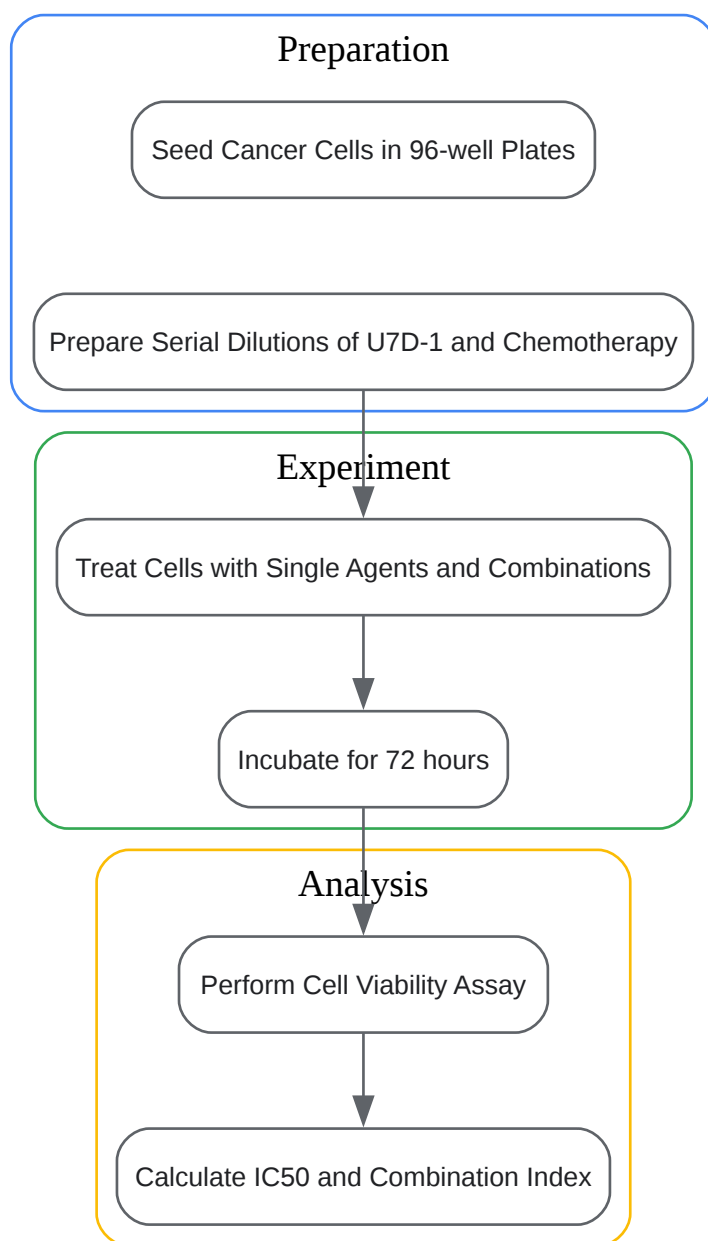 Preparation
Seed Cancer Cells in 96-well Plates
Prepare Serial Dilutions of U7D-1 and Chemotherapy
Experiment
Treat Cells with Single Agents and Combinations
Incubate for 72 hours
Analysis
Perform Cell Viability Assay
Calculate IC50 and Combination Index